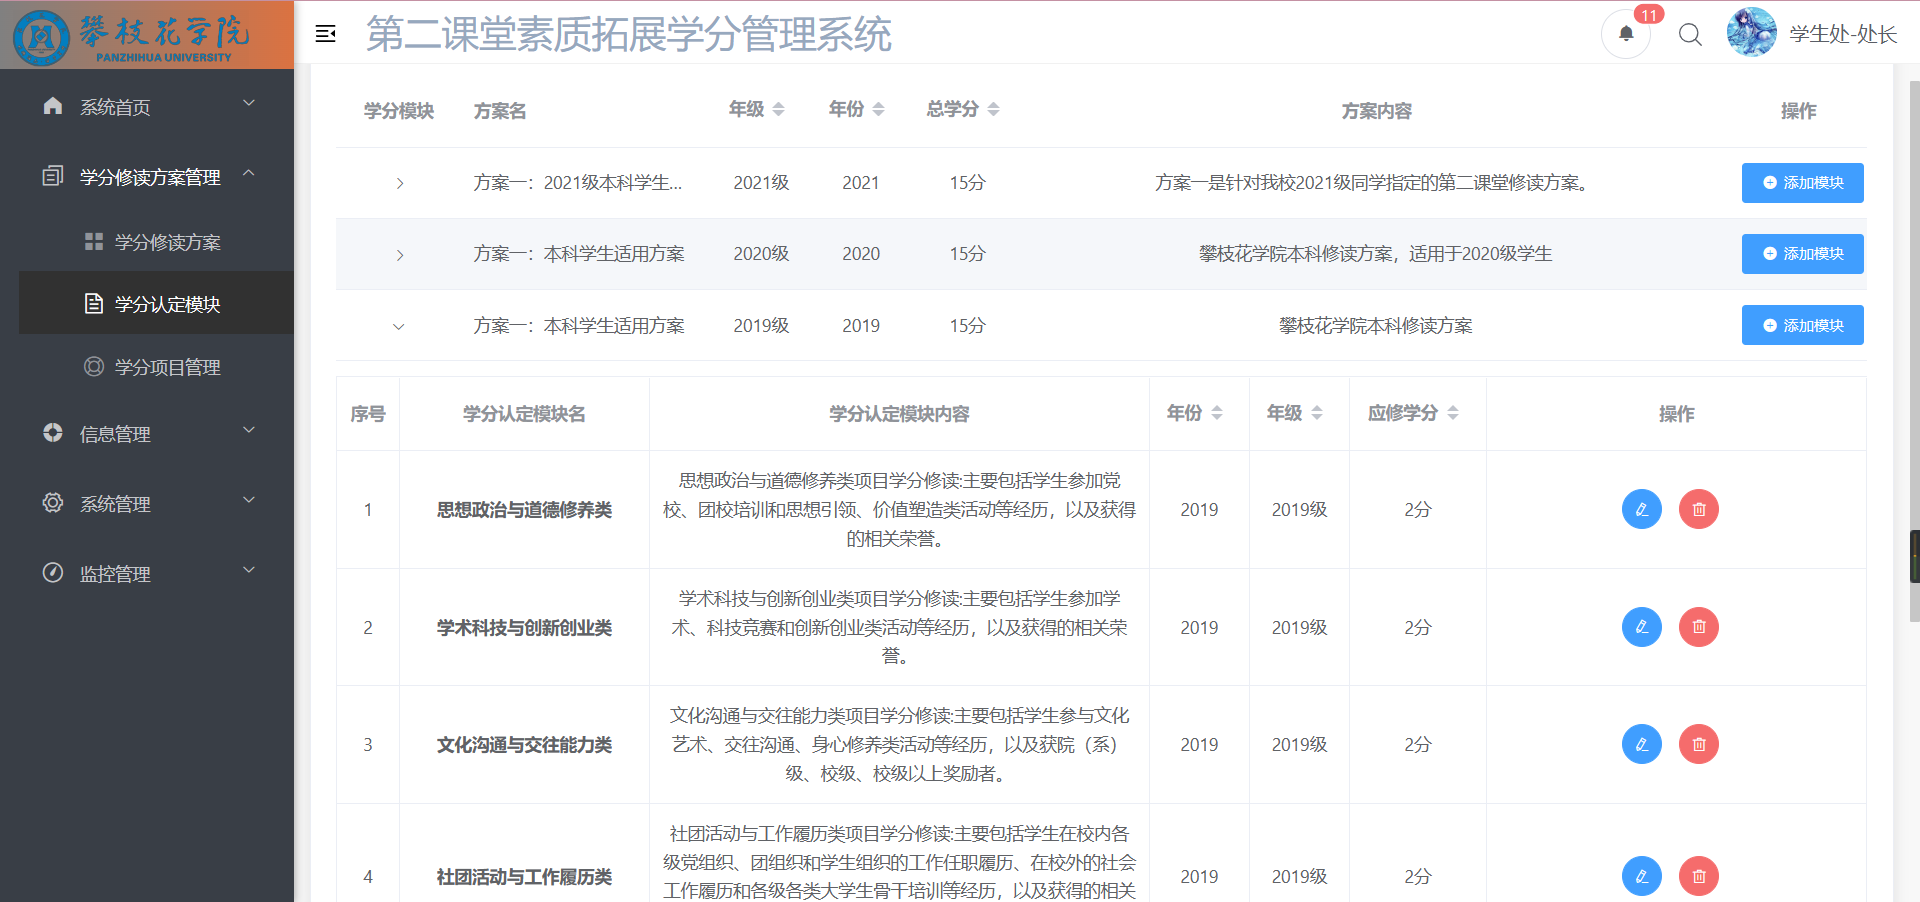 攀枝花学院
PANZHIHUA UNIVERSITY
第二课堂素质拓展学分管理系统
11
学生处-处长
系统首页
学分修读方案管理
学分修读方案
学分认定模块
学分项目管理
信息管理
系统管理
监控管理
学分模块 方案名 年级 年份 总学分 方案内容 操作
方案一：2021级本科学生... 2021级 2021 15分 方案一是针对我校2021级同学指定的第二课堂修读方案。 添加模块
方案一：本科学生适用方案 2020级 2020 15分 攀枝花学院本科修读方案，适用于2020级学生 添加模块
方案一：本科学生适用方案 2019级 2019 15分 攀枝花学院本科修读方案 添加模块
序号 学分认定模块名 学分认定模块内容 年份 年级 应修学分 操作
思想政治与道德修养类项目学分修读:主要包括学生参加党
1 思想政治与道德修养类 校、团校培训和思想引领、价值塑造类活动等经历，以及获得 2019 2019级 2分
的相关荣誉。
学术科技与创新创业类项目学分修读:主要包括学生参加学
2 学术科技与创新创业类 术、科技竞赛和创新创业类活动等经历，以及获得的相关荣 2019 2019级 2分
誉。
文化沟通与交往能力类项目学分修读:主要包括学生参与文化
3 文化沟通与交往能力类 艺术、交往沟通、身心修养类活动等经历，以及获院（系） 2019 2019级 2分
级、校级、校级以上奖励者。
社团活动与工作履历类项目学分修读:主要包括学生在校内各
级党组织、团组织和学生组织的工作任职履历、在校外的社会
4 社团活动与工作履历类 工作履历和各级各类大学生骨干培训等经历，以及获得的相关 2019 2019级 2分